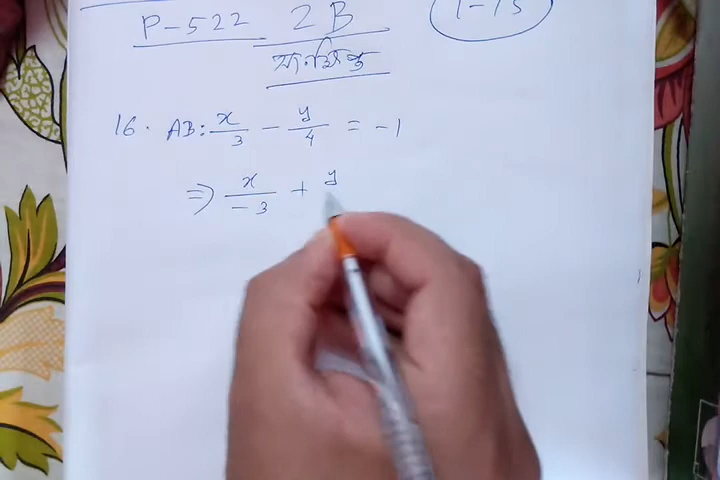 P-522 2B 1-15
16. AB: x/3 - y/4 = -1
⇒ x/-3 + y